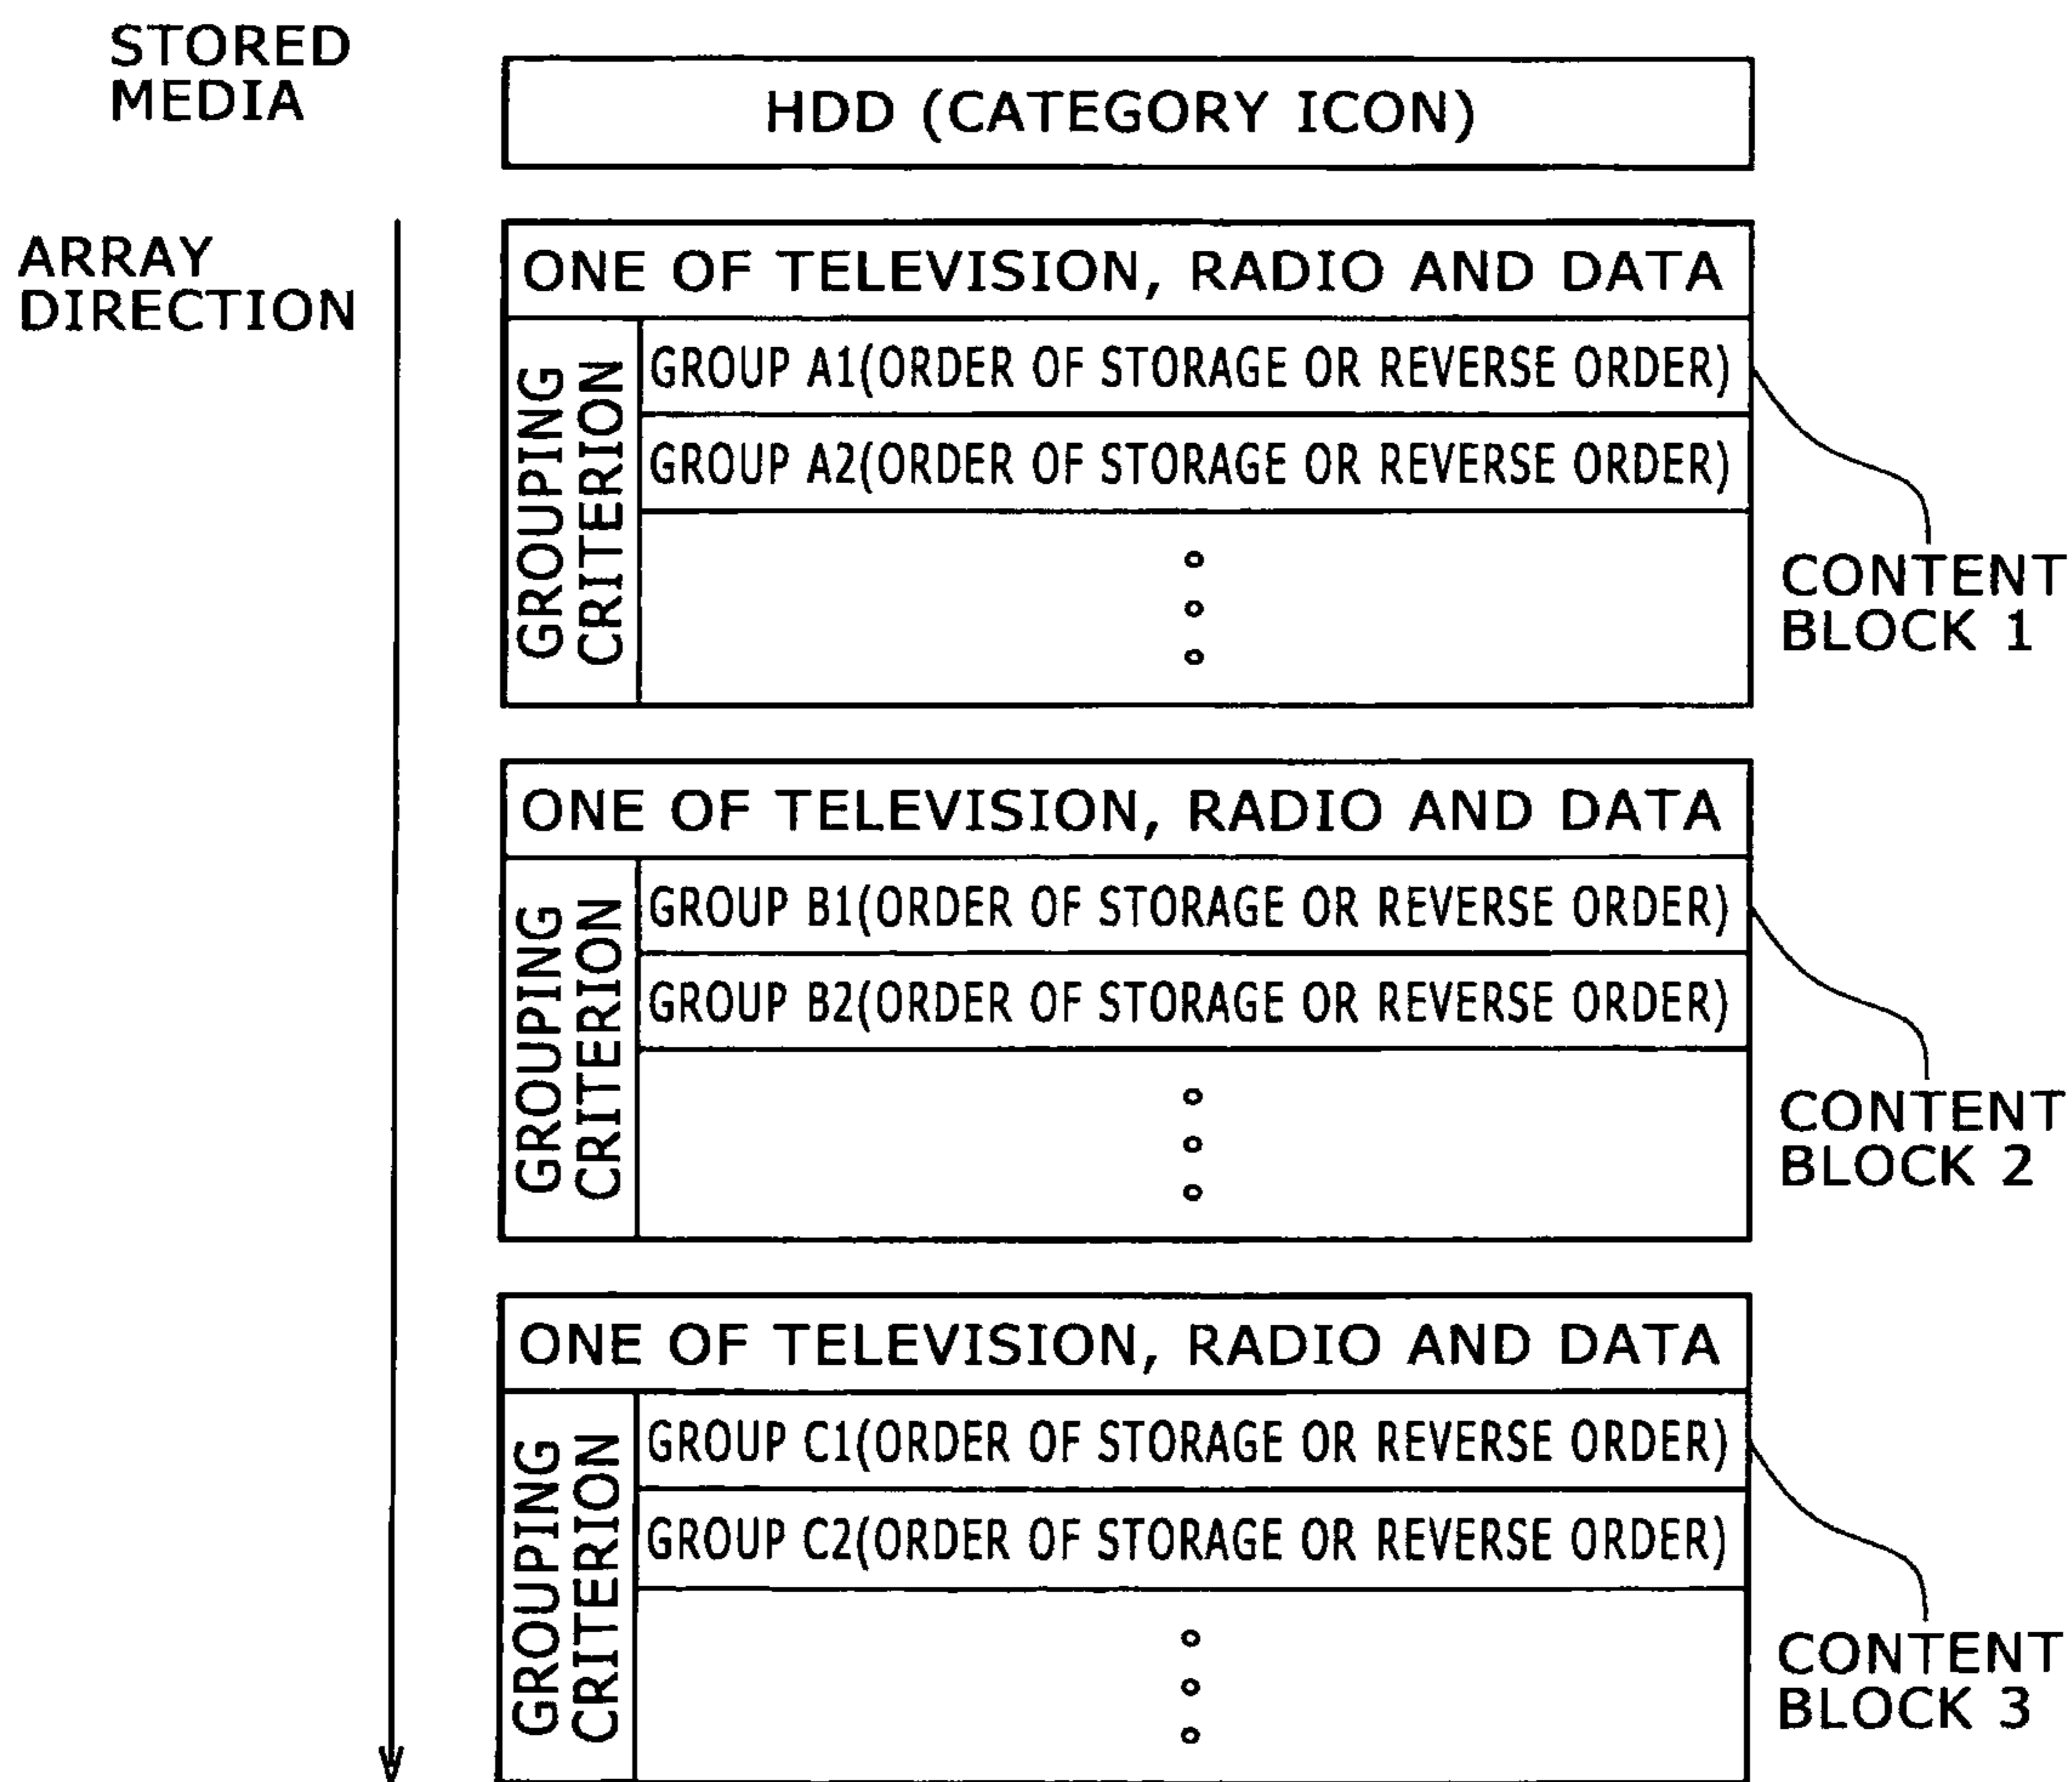 STORED
MEDIA
HDD (CATEGORY ICON)
ARRAY
DIRECTION
ONE OF TELEVISION, RADIO AND DATA
GROUPING
CRITERION
GROUP A1(ORDER OF STORAGE OR REVERSE ORDER)
GROUP A2(ORDER OF STORAGE OR REVERSE ORDER)
CONTENT
BLOCK 1
ONE OF TELEVISION, RADIO AND DATA
GROUPING
CRITERION
GROUP B1(ORDER OF STORAGE OR REVERSE ORDER)
GROUP B2(ORDER OF STORAGE OR REVERSE ORDER)
CONTENT
BLOCK 2
ONE OF TELEVISION, RADIO AND DATA
GROUPING
CRITERION
GROUP C1(ORDER OF STORAGE OR REVERSE ORDER)
GROUP C2(ORDER OF STORAGE OR REVERSE ORDER)
CONTENT
BLOCK 3